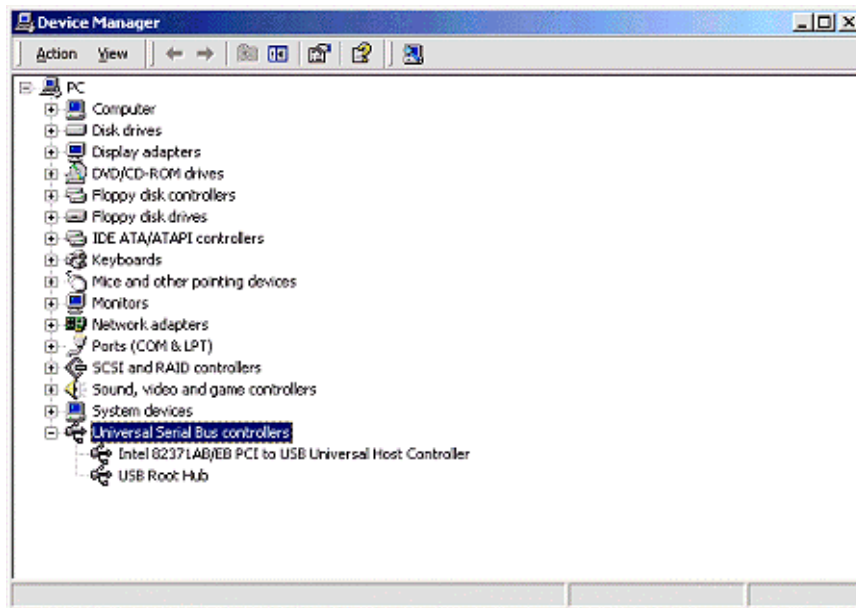 Device Manager
Action View
PC
Computer
Disk drives
Display adapters
DVD/CD-ROM drives
Floppy disk controllers
Floppy disk drives
IDE ATA/ATAPI controllers
Keyboards
Mice and other pointing devices
Monitors
Network adapters
Ports (COM & LPT)
SCSI and RAID controllers
Sound, video and game controllers
System devices
Universal Serial Bus controllers
Intel 82371AB/EB PCI to USB Universal Host Controller
USB Root Hub